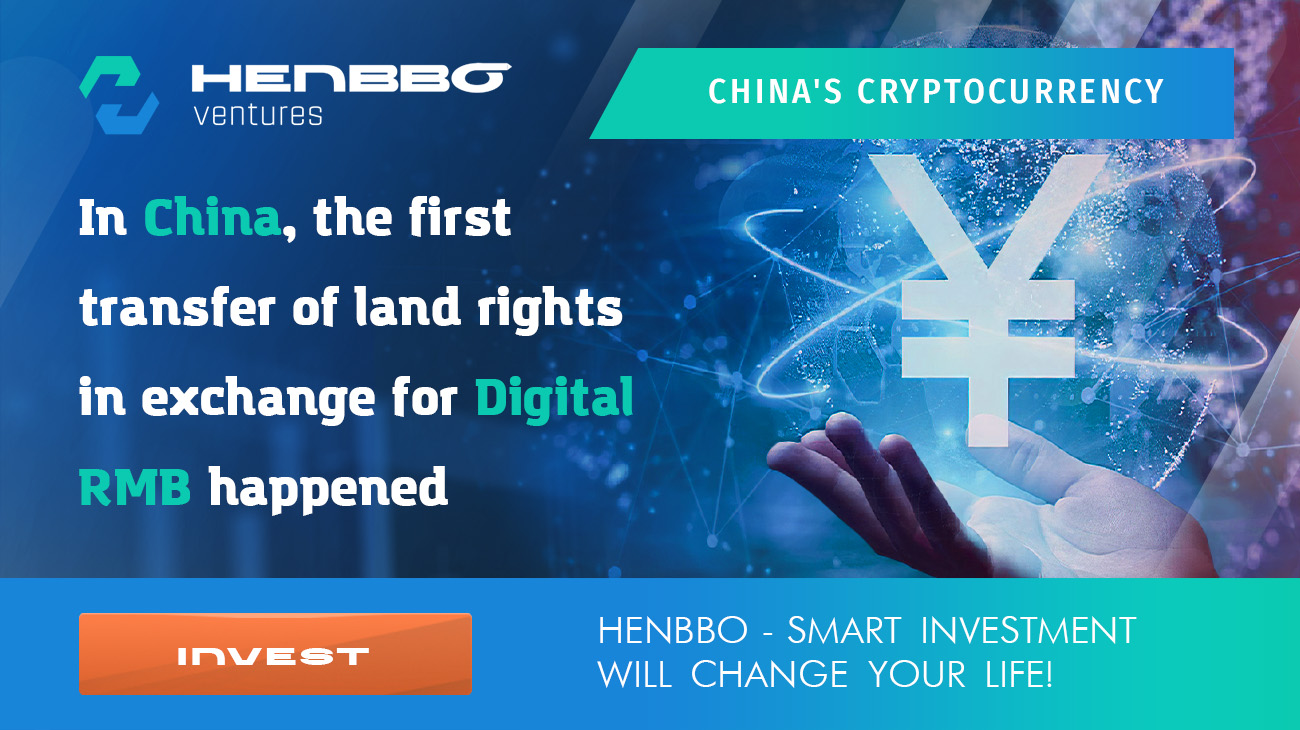 HENBBO
ventures
CHINA'S CRYPTOCURRENCY
In China, the first
transfer of land rights
in exchange for Digital
RMB happened
¥
INVEST
HENBBO - SMART INVESTMENT
WILL CHANGE YOUR LIFE!